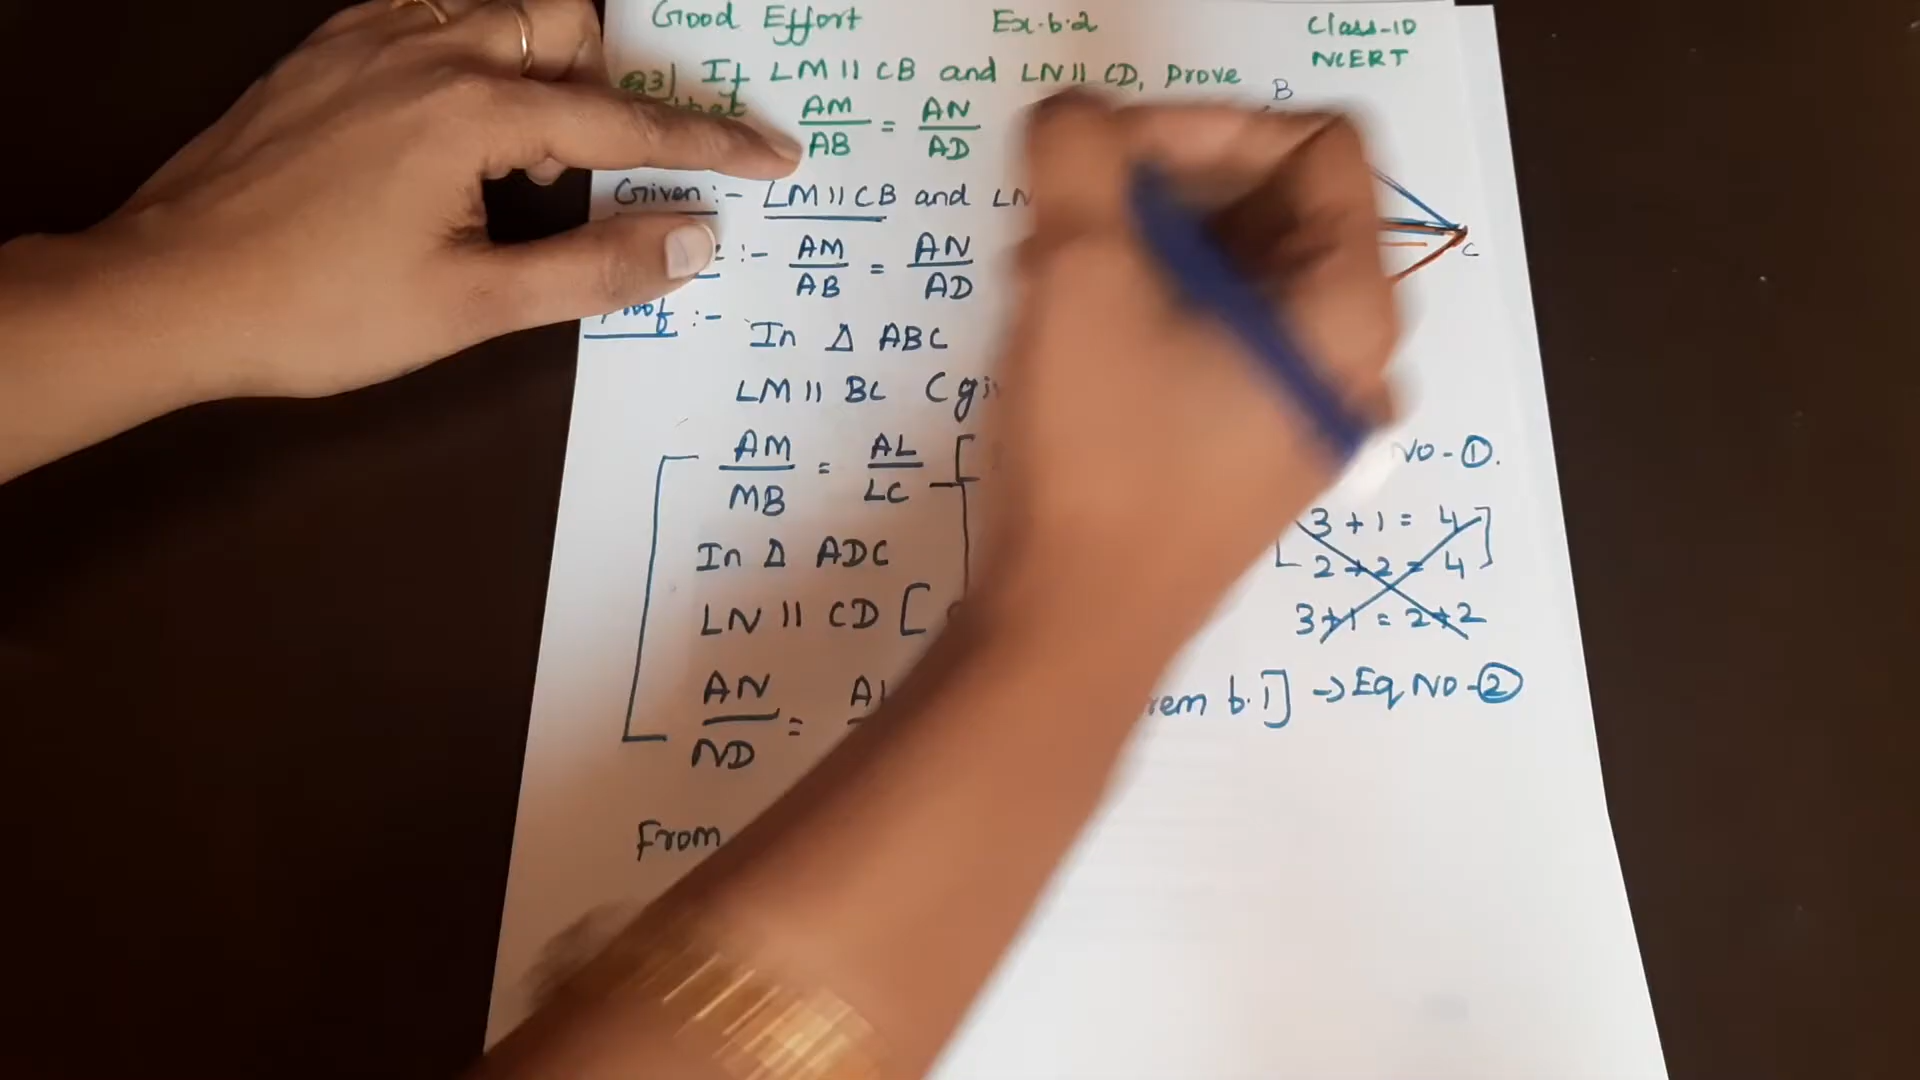 Good Effort Ex-6.2 Class-10
NCERT
Q3) If LM || CB and LN || CD, prove
that AM/AB = AN/AD
B
C
Given :- LM || CB and LN
:- AM/AB = AN/AD
Proof :-
In Δ ABC
LM || BC
AM/MB = AL/LC [ NO-①.
3+1 = 4
2+2 = 4
3+1 = 2+2
In Δ ADC
LN || CD [
AN/ND = 6.1] → Eq NO-②
From